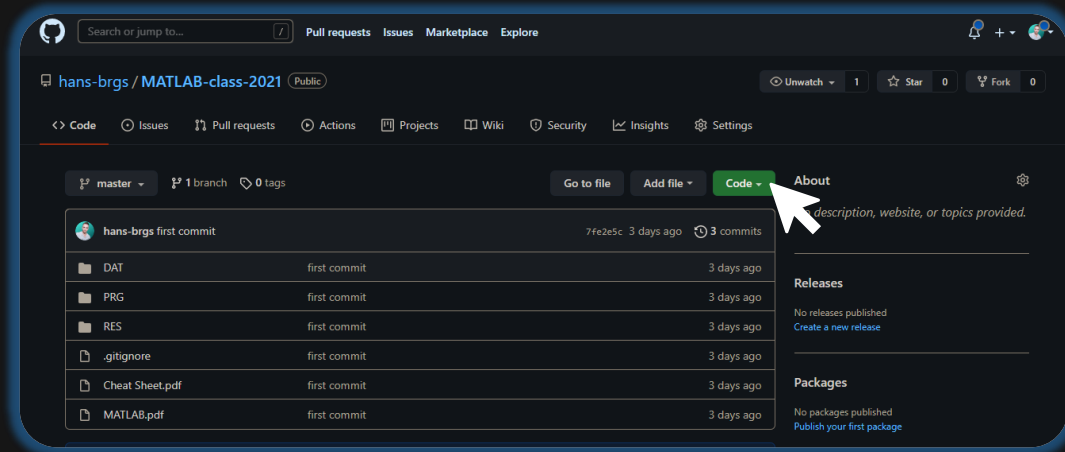 Search or jump to... / Pull requests Issues Marketplace Explore
hans-brgs / MATLAB-class-2021 Public
Unwatch 1 Star 0 Fork 0
Code Issues Pull requests Actions Projects Wiki Security Insights Settings
master 1 branch 0 tags Go to file Add file Code
hans-brgs first commit 7fe2e5c 3 days ago 3 commits
DAT first commit 3 days ago
PRG first commit 3 days ago
RES first commit 3 days ago
.gitignore first commit 3 days ago
Cheat Sheet.pdf first commit 3 days ago
MATLAB.pdf first commit 3 days ago
About
description, website, or topics provided.
Releases
No releases published
Create a new release
Packages
No packages published
Publish your first package